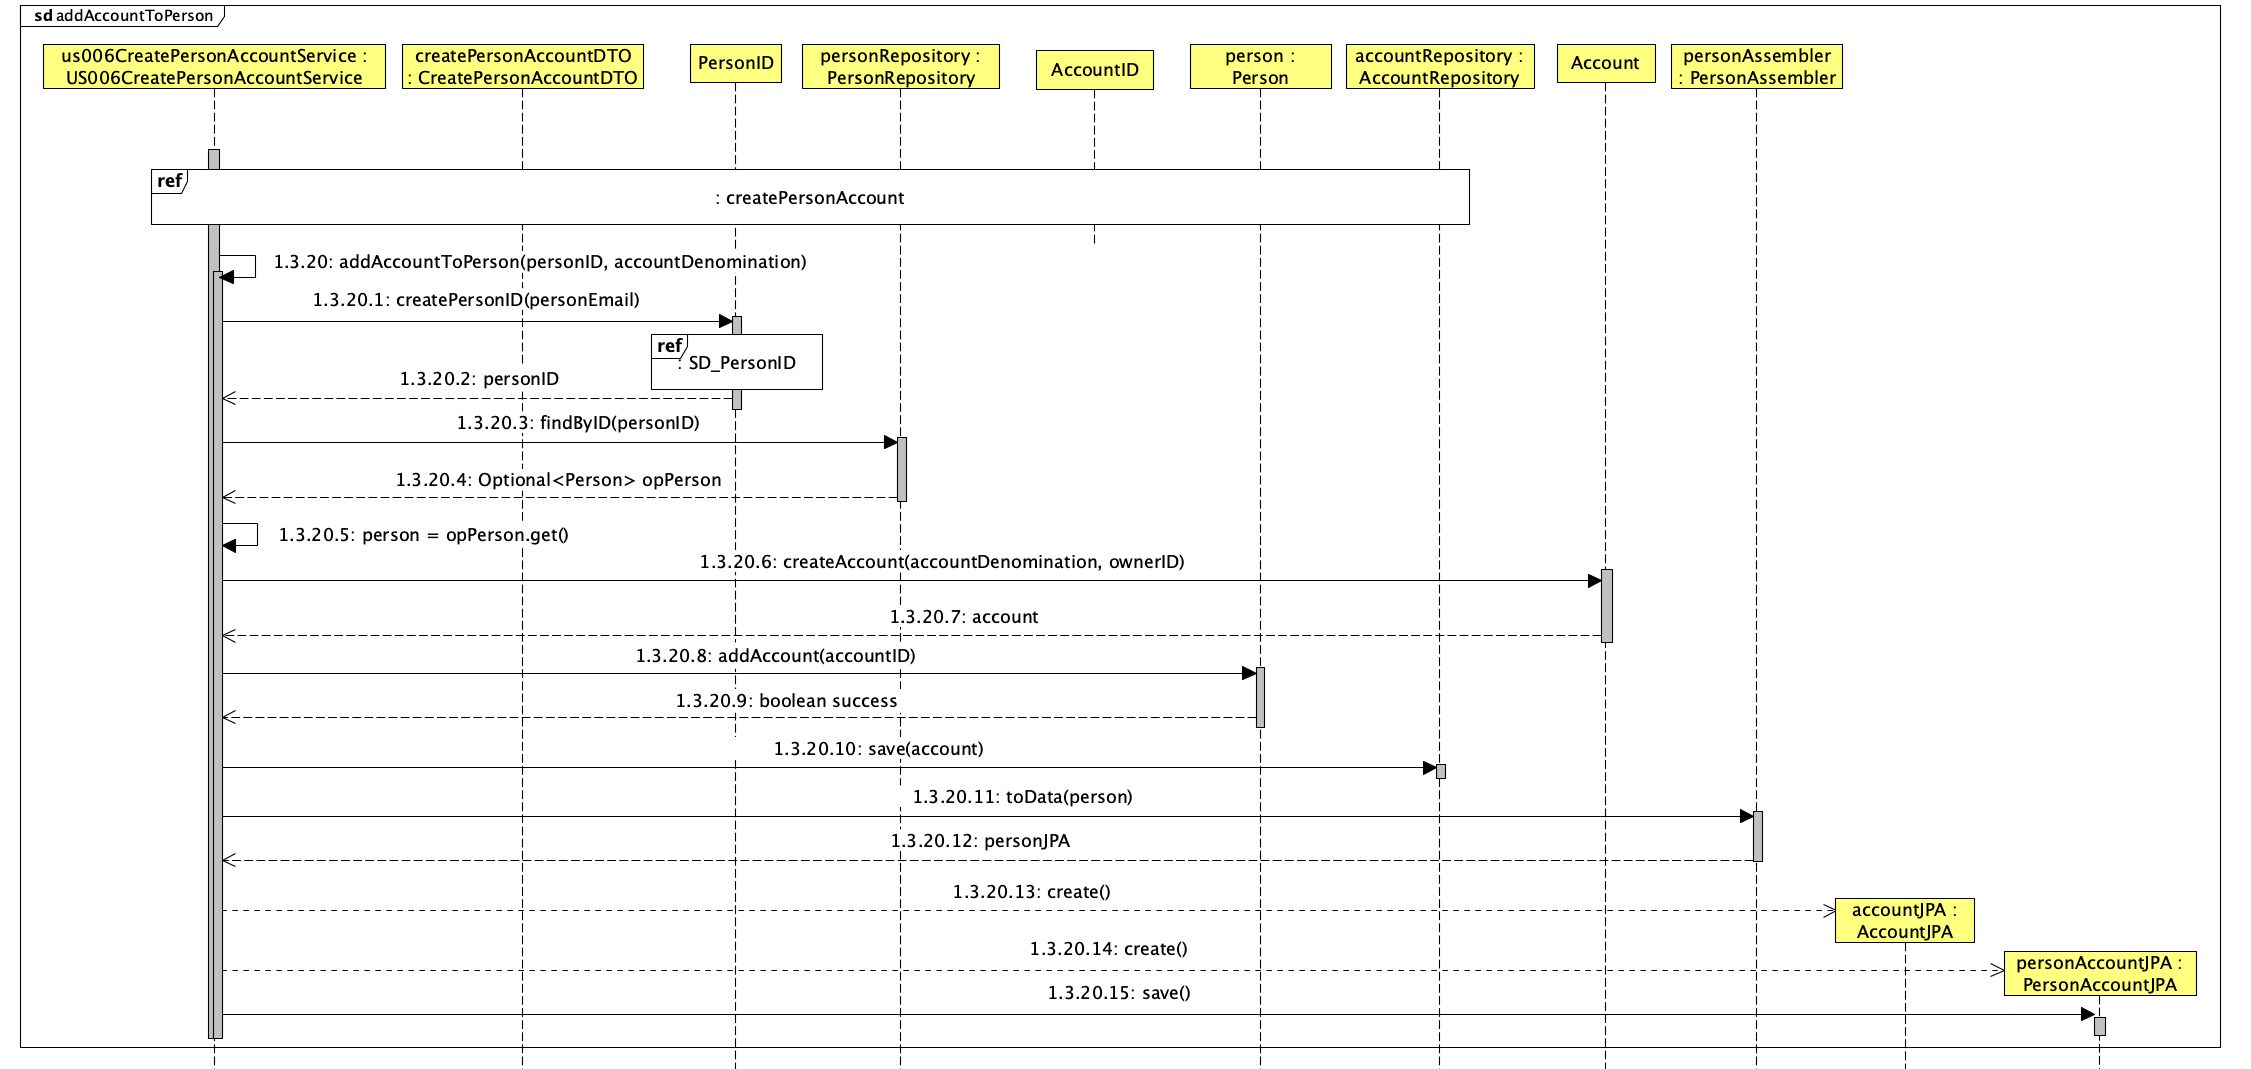 sd addAccountToPerson
us006CreatePersonAccountService :
US006CreatePersonAccountService
createPersonAccountDTO
: CreatePersonAccountDTO
PersonID
personRepository :
PersonRepository
AccountID
person :
Person
accountRepository :
AccountRepository
Account
personAssembler
: PersonAssembler
ref
: createPersonAccount
1.3.20: addAccountToPerson(personID, accountDenomination)
1.3.20.1: createPersonID(personEmail)
ref
: SD_PersonID
1.3.20.2: personID
1.3.20.3: findByID(personID)
1.3.20.4: Optional<Person> opPerson
1.3.20.5: person = opPerson.get()
1.3.20.6: createAccount(accountDenomination, ownerID)
1.3.20.7: account
1.3.20.8: addAccount(accountID)
1.3.20.9: boolean success
1.3.20.10: save(account)
1.3.20.11: toData(person)
1.3.20.12: personJPA
1.3.20.13: create()
accountJPA :
AccountJPA
1.3.20.14: create()
personAccountJPA :
PersonAccountJPA
1.3.20.15: save()